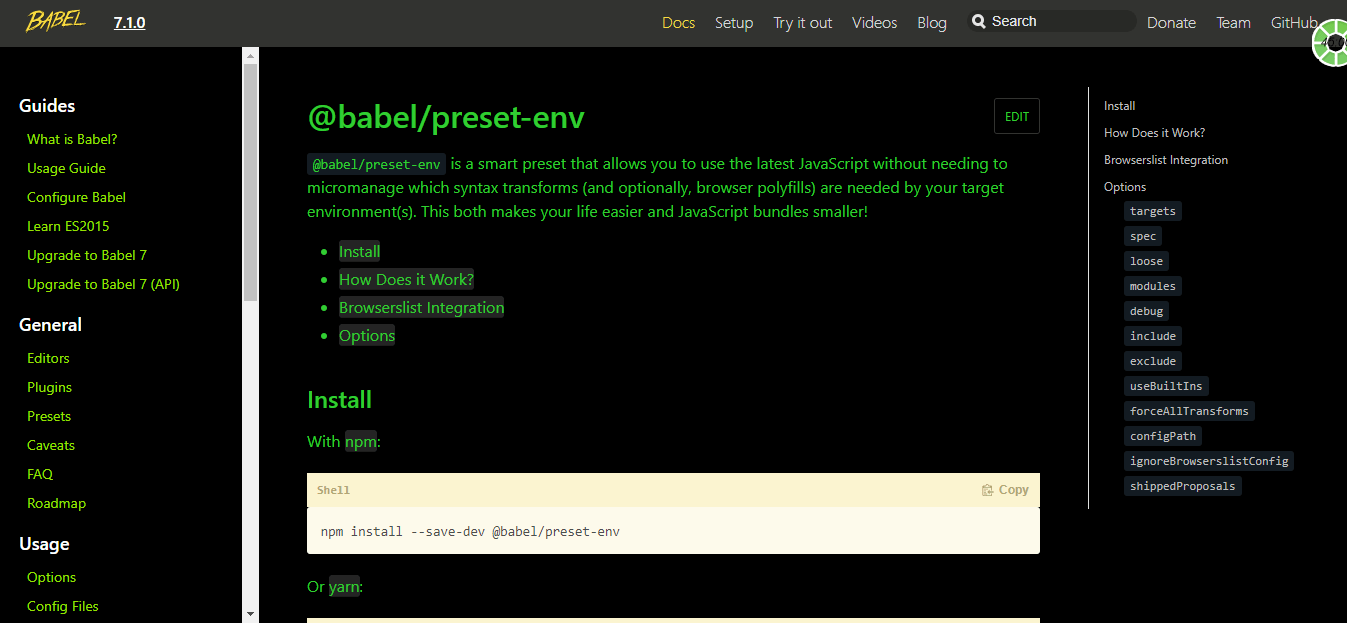 BABEL
7.1.0
Docs
Setup
Try it out
Videos
Blog
Search
Donate
Team
GitHub
Guides
What is Babel?
Usage Guide
Configure Babel
Learn ES2015
Upgrade to Babel 7
Upgrade to Babel 7 (API)
General
Editors
Plugins
Presets
Caveats
FAQ
Roadmap
Usage
Options
Config Files
@babel/preset-env
EDIT
@babel/preset-env is a smart preset that allows you to use the latest JavaScript without needing to
micromanage which syntax transforms (and optionally, browser polyfills) are needed by your target
environment(s). This both makes your life easier and JavaScript bundles smaller!
Install
How Does it Work?
Browserslist Integration
Options
Install
With npm:
Shell
Copy
npm install --save-dev @babel/preset-env
Or yarn:
Install
How Does it Work?
Browserslist Integration
Options
targets
spec
loose
modules
debug
include
exclude
useBuiltIns
forceAllTransforms
configPath
ignoreBrowserslistConfig
shippedProposals